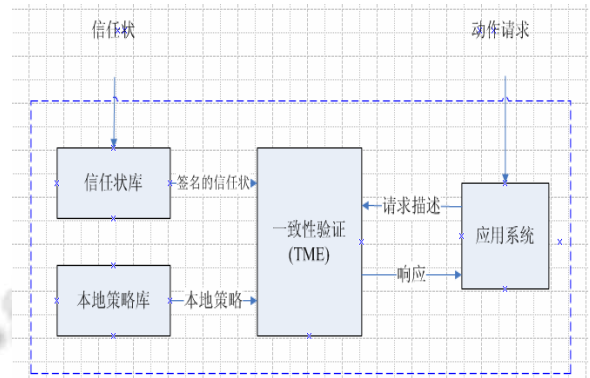 信任状
动作请求
信任状库
签名的信任状
一致性验证
(TME)
请求描述
应用系统
响应
本地策略库
本地策略